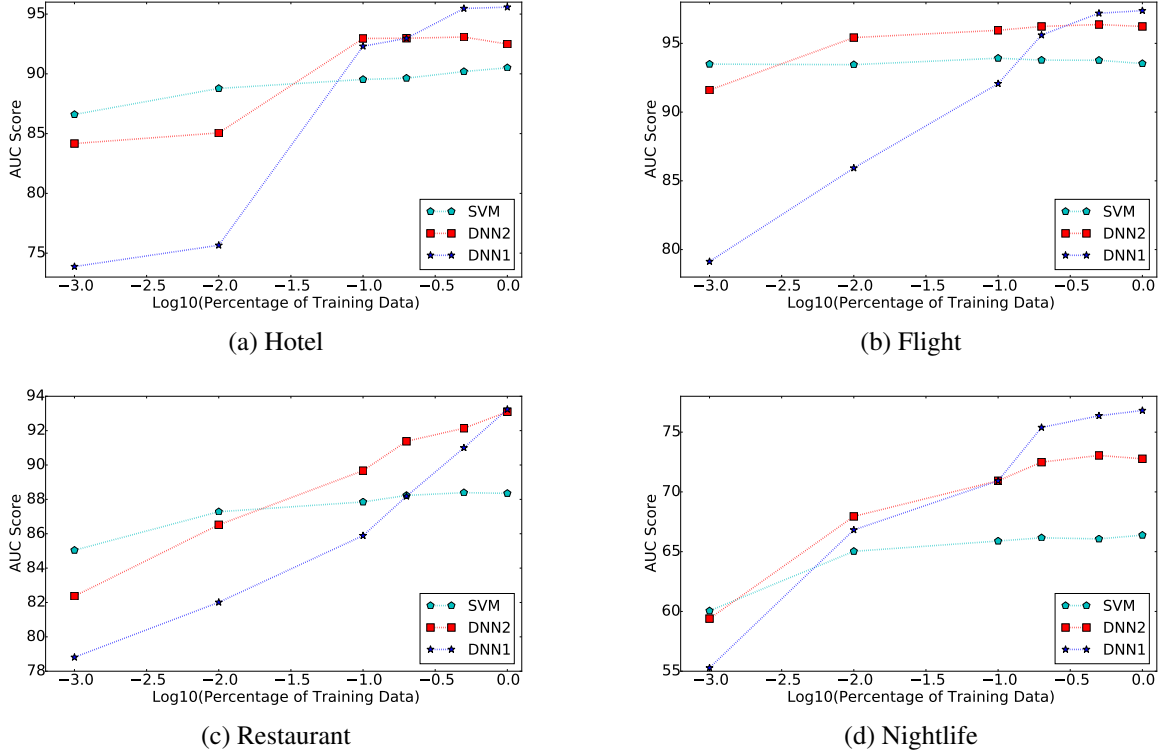 95
90
85
80
75
AUC Score
SVM
DNN2
DNN1
−3.0 −2.5 −2.0 −1.5 −1.0 −0.5 0.0
Log10(Percentage of Training Data)
(a) Hotel
95
90
85
80
AUC Score
SVM
DNN2
DNN1
−3.0 −2.5 −2.0 −1.5 −1.0 −0.5 0.0
Log10(Percentage of Training Data)
(b) Flight
94
92
90
88
86
84
82
80
78
AUC Score
SVM
DNN2
DNN1
−3.0 −2.5 −2.0 −1.5 −1.0 −0.5 0.0
Log10(Percentage of Training Data)
(c) Restaurant
75
70
65
60
55
AUC Score
SVM
DNN2
DNN1
−3.0 −2.5 −2.0 −1.5 −1.0 −0.5 0.0
Log10(Percentage of Training Data)
(d) Nightlife